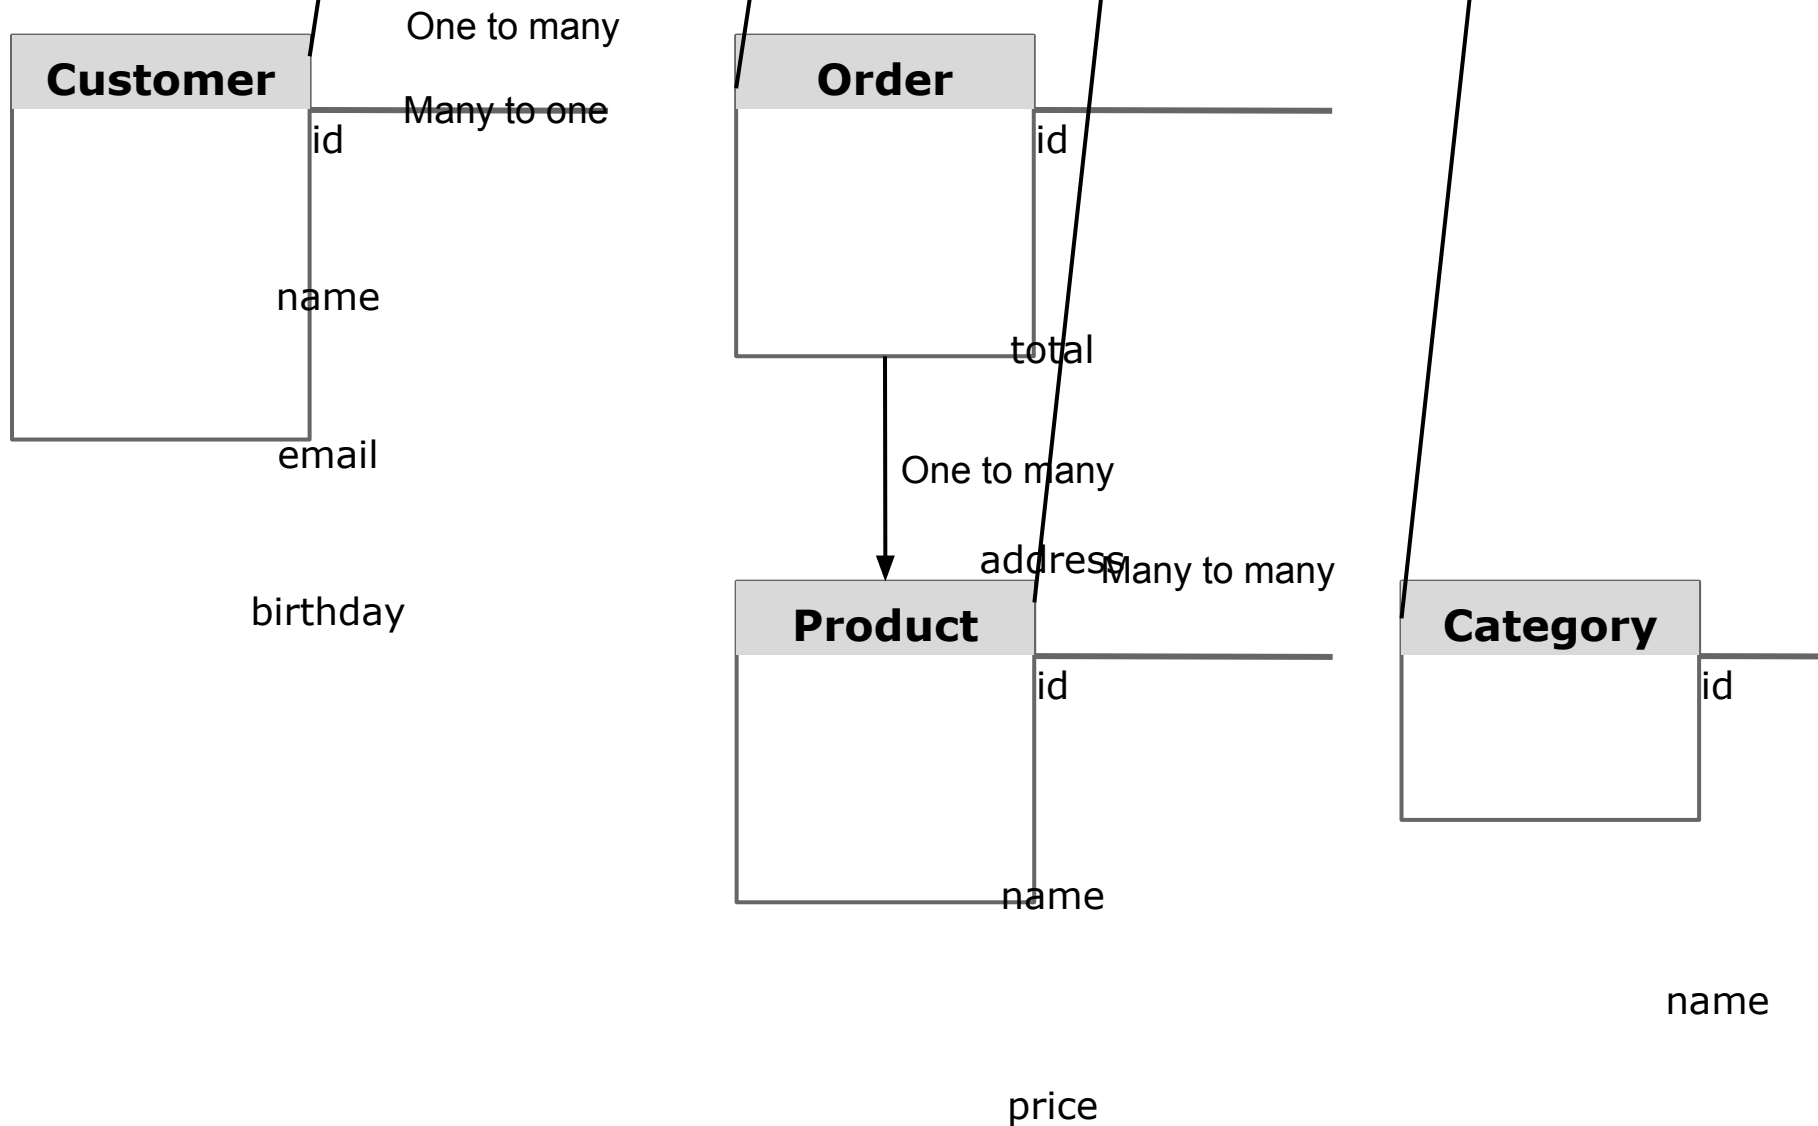 One to many
Customer
Many to one
id
name
email
birthday
Order
id
total
address
One to many
Many to many
Product
id
name
price
Category
id
name